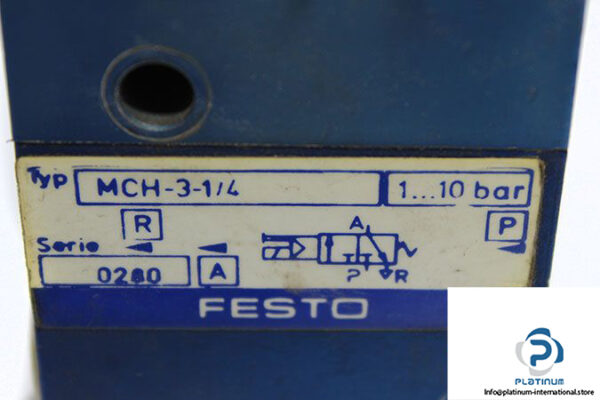 Typ MCH-3-1/4 1...10 bar
R P
A
Serie
0280 A
P R
FESTO
PLATINUM
Info@platinum-international.store